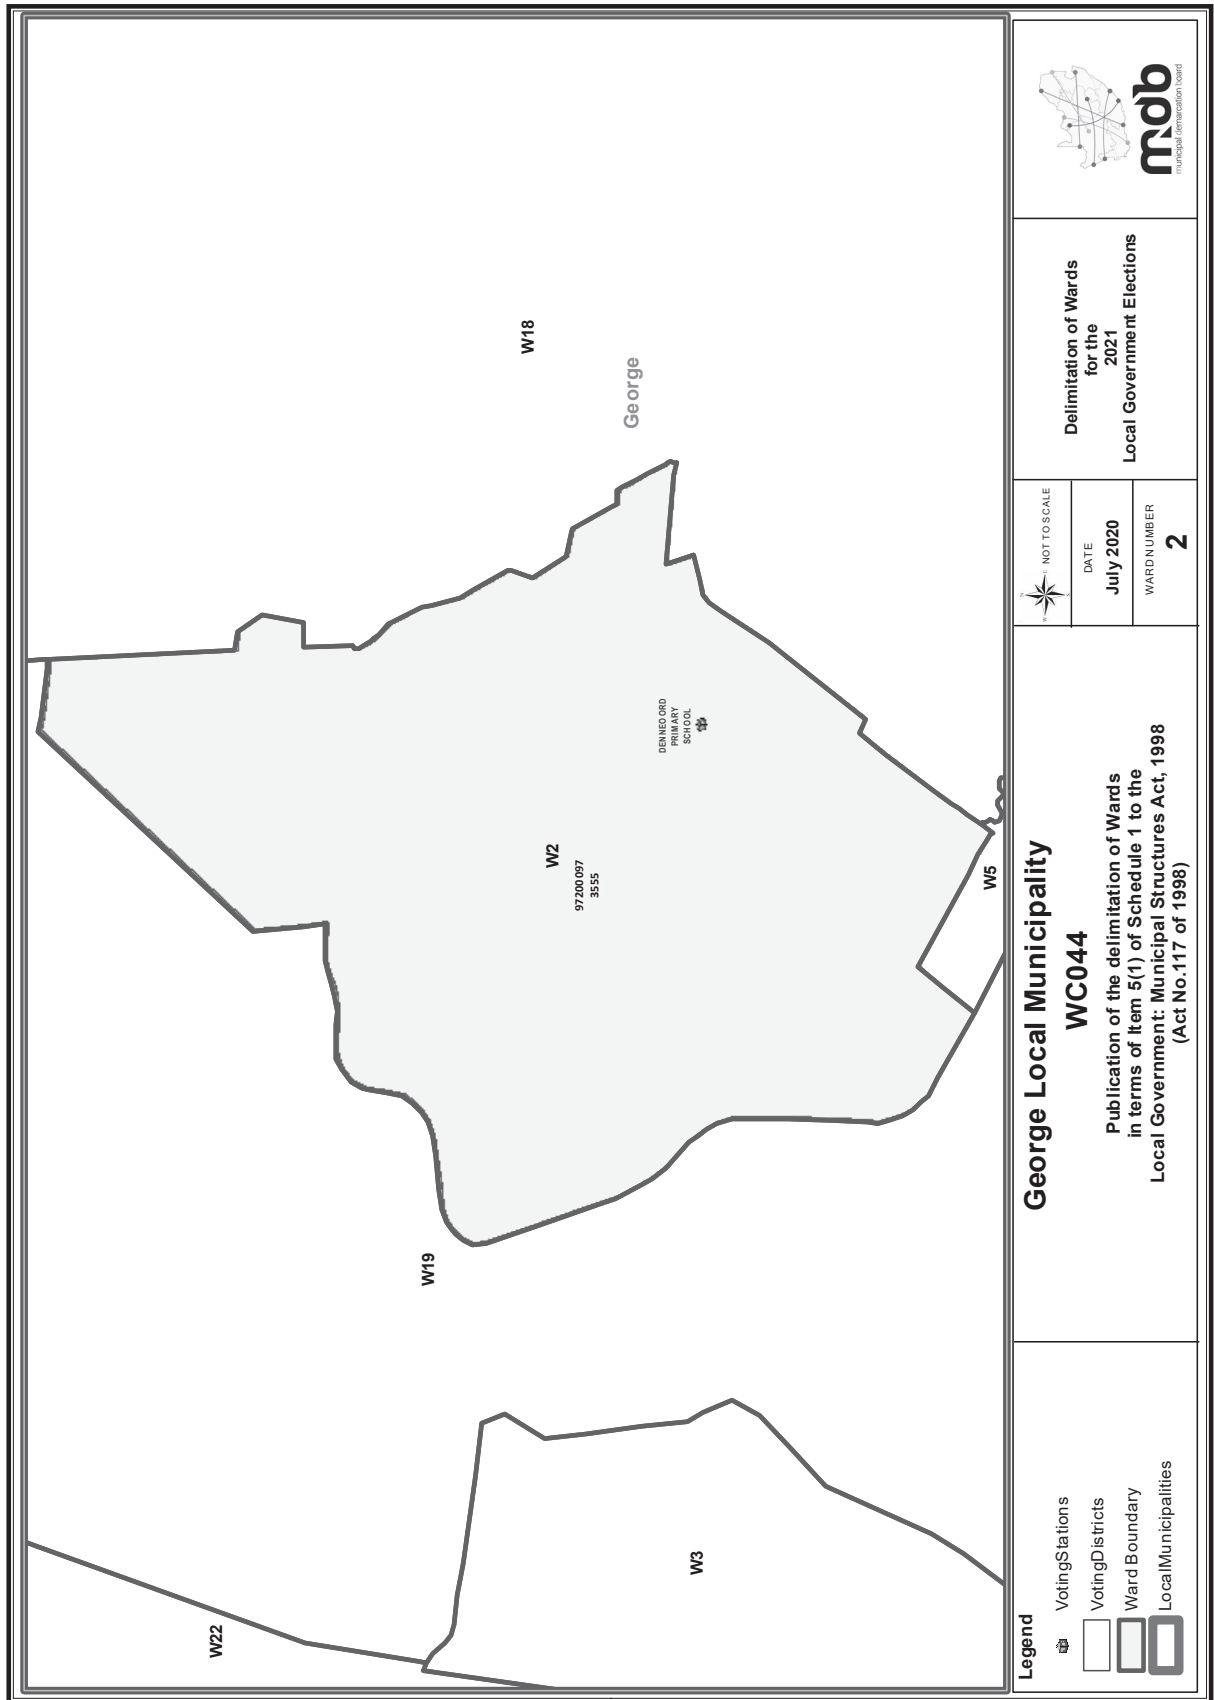 W22
W3
W19
W2
97200097
3555
DENNEOORD
PRIMARY
SCHOOL
W18
George
W5
Legend
VotingStations
VotingDistricts
Ward Boundary
LocalMunicipalities
George Local Municipality
WC044
Publication of the delimitation of Wards
in terms of Item 5(1) of Schedule 1 to the
Local Government: Municipal Structures Act, 1998
(Act No.117 of 1998)
N
W E
S
NOT TO SCALE
DATE
July 2020
WARD NUMBER
2
Delimitation of Wards
for the
2021
Local Government Elections
mdb
municipal demarcation board